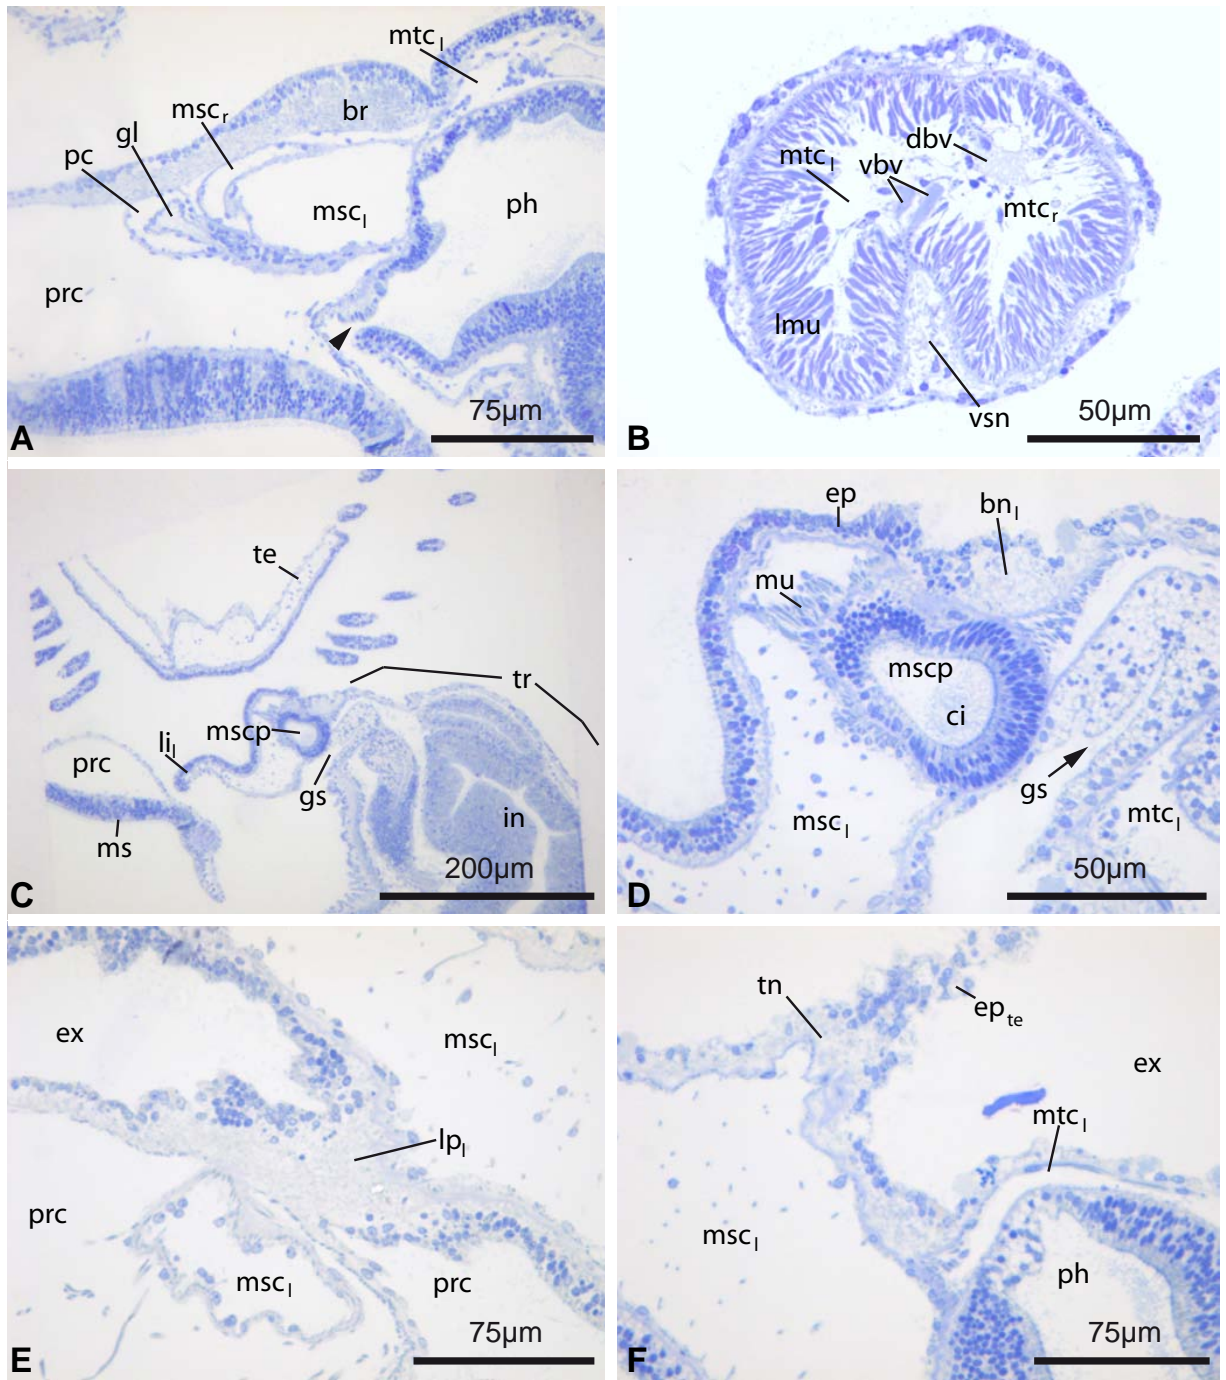 mtcl
br
mscr
gl
pc
mscl
ph
prc
75µm
A
dbv
mtcl
vbv
mtcr
lmu
vsn
50µm
B
te
tr
mscp
lil
prc
gs
in
ms
200µm
C
ep
bnl
mu
mscp
ci
gs
mscl
mtcl
50µm
D
ex
mscl
lpl
prc
mscl
prc
75µm
E
tn
epte
ex
mtcl
mscl
ph
75µm
F